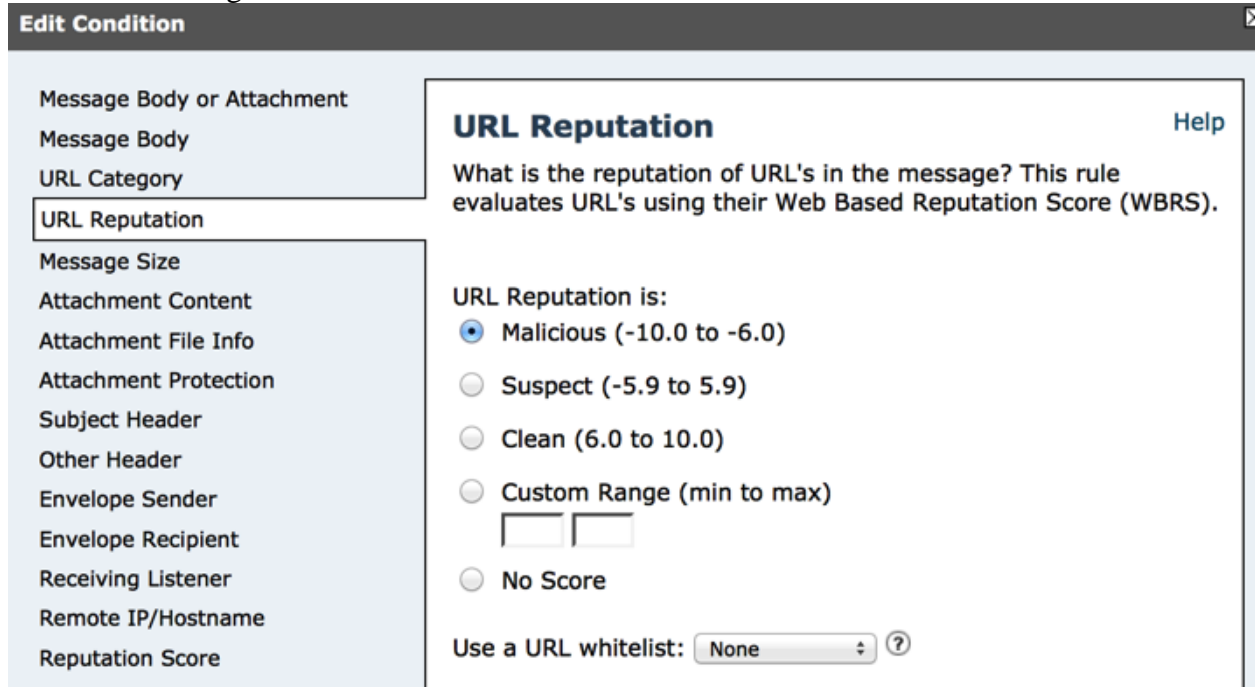 Edit Condition
Message Body or Attachment
Message Body
URL Category
URL Reputation
Message Size
Attachment Content
Attachment File Info
Attachment Protection
Subject Header
Other Header
Envelope Sender
Envelope Recipient
Receiving Listener
Remote IP/Hostname
Reputation Score
URL Reputation
Help
What is the reputation of URL's in the message? This rule
evaluates URL's using their Web Based Reputation Score (WBRS).
URL Reputation is:
Malicious (-10.0 to -6.0)
Suspect (-5.9 to 5.9)
Clean (6.0 to 10.0)
Custom Range (min to max)
No Score
Use a URL whitelist: None ?